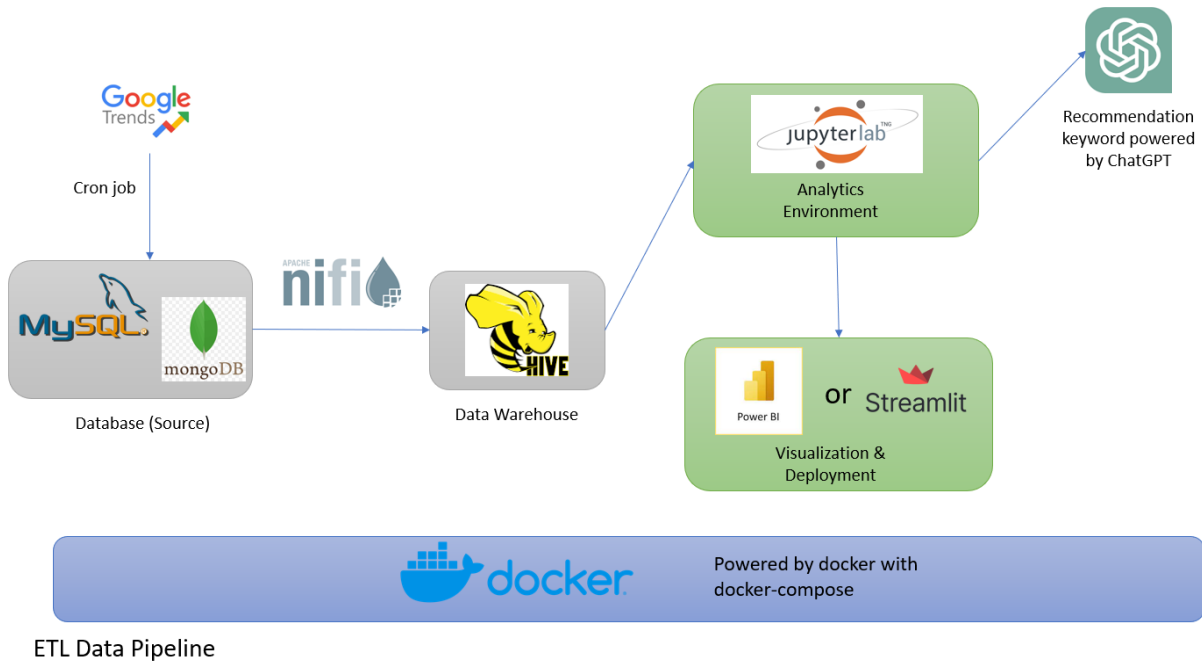 Google
Trends
Cron job
MySQL.
mongoDB
Database (Source)
APACHE
nifi
HIVE
Data Warehouse
jupyterlab TNG
Analytics
Environment
Recommendation
keyword powered
by ChatGPT
Power BI
or
Streamlit
Visualization &
Deployment
docker
Powered by docker with
docker-compose
ETL Data Pipeline